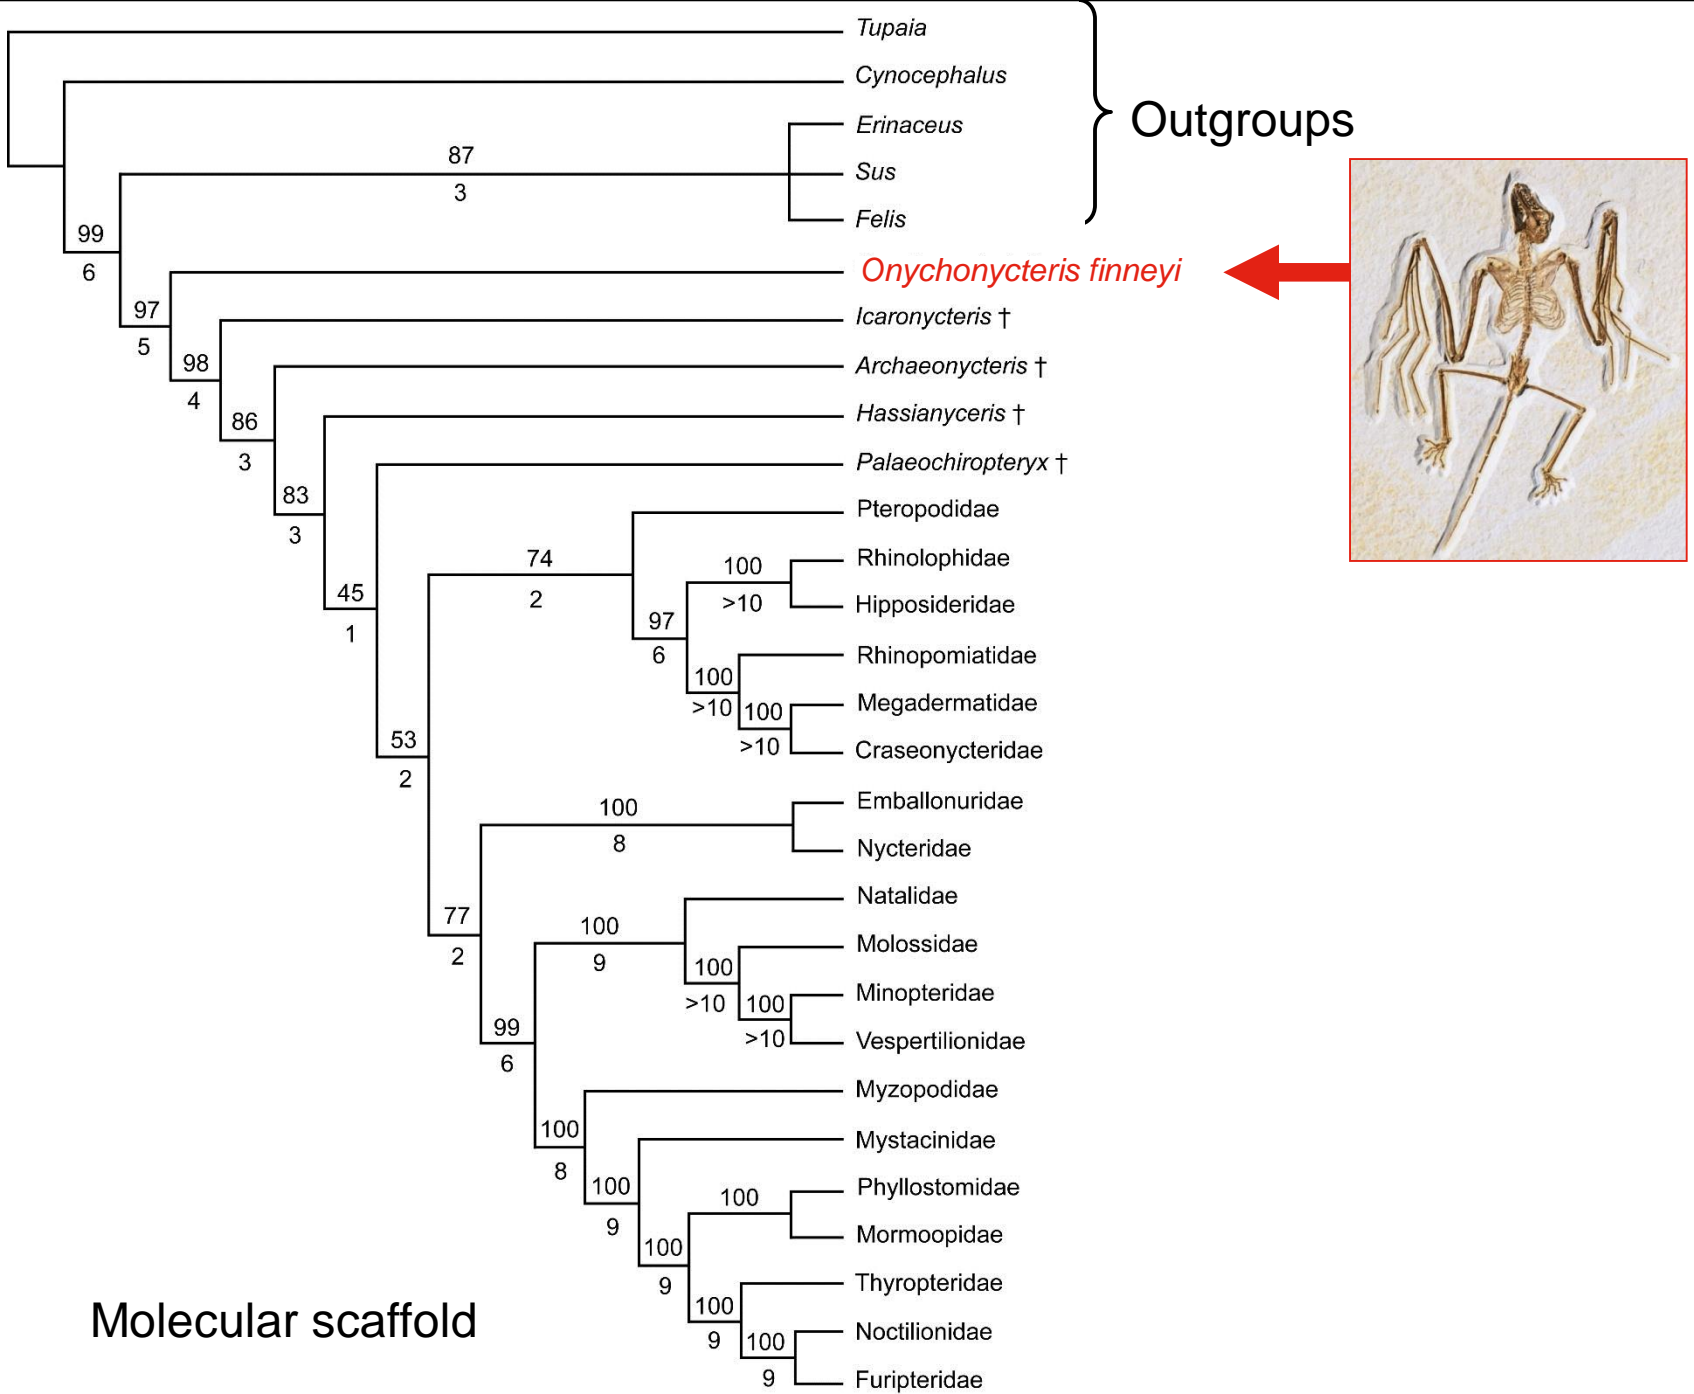 Tupaia
Cynocephalus
Outgroups
Erinaceus
87
Sus
3
Felis
99
6
Onychonycteris finneyi
97
5
Icaronycteris †
98
4
Archaeonycteris †
86
3
Hassianyceris †
83
3
Palaeochiropteryx †
45
1
Pteropodidae
74
2
Rhinolophidae
100
>10
Hipposideridae
97
6
Rhinopomiatidae
100
>10
Megadermatidae
100
>10
Craseonycteridae
53
2
Emballonuridae
100
8
Nycteridae
77
2
Natalidae
100
9
Molossidae
100
>10
Minopteridae
100
>10
Vespertilionidae
99
6
Myzopodidae
100
8
Mystacinidae
100
9
Phyllostomidae
100
Mormoopidae
100
9
Thyropteridae
100
9
Noctilionidae
100
9
Furipteridae
Molecular scaffold